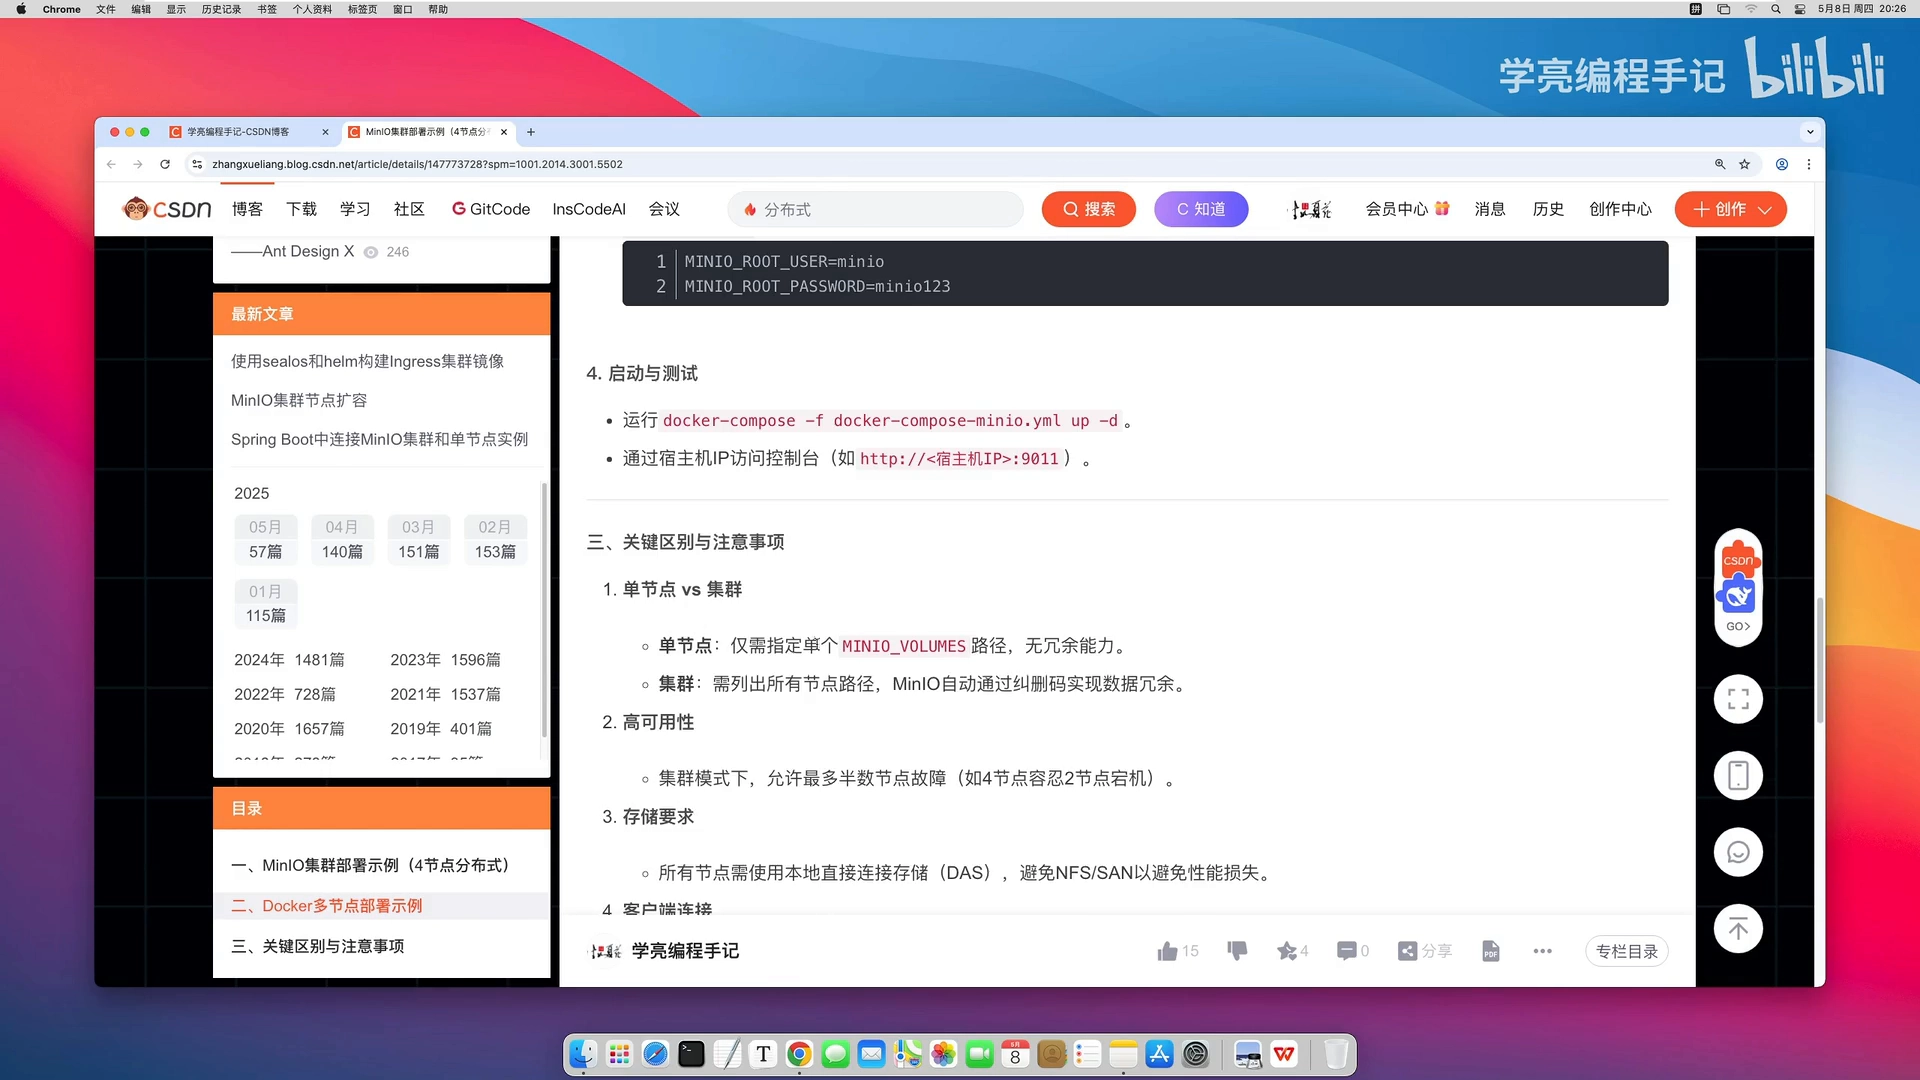 Chrome 文件 编辑 显示 历史记录 书签 个人资料 标签页 窗口 帮助
拼 5月8日 周四 20:26
学亮编程手记 bilibili
学亮编程手记-CSDN博客
MinIO集群部署示例（4节点分
zhangxueliang.blog.csdn.net/article/details/147773728?spm=1001.2014.3001.5502
CSDN 博客 下载 学习 社区 GitCode InsCodeAI 会议 分布式 搜索 C 知道 会员中心 消息 历史 创作中心 创作
——Ant Design X 246
最新文章
使用sealos和helm构建Ingress集群镜像
MinIO集群节点扩容
Spring Boot中连接MinIO集群和单节点实例
2025
05月 04月 03月 02月
57篇 140篇 151篇 153篇
01月
115篇
2024年 1481篇 2023年 1596篇
2022年 728篇 2021年 1537篇
2020年 1657篇 2019年 401篇
目录
一、MinIO集群部署示例（4节点分布式）
二、Docker多节点部署示例
三、关键区别与注意事项
1 MINIO_ROOT_USER=minio
2 MINIO_ROOT_PASSWORD=minio123
4. 启动与测试
运行 docker-compose -f docker-compose-minio.yml up -d 。
通过宿主机IP访问控制台（如 http://<宿主机IP>:9011 ）。
三、关键区别与注意事项
1. 单节点 vs 集群
单节点：仅需指定单个 MINIO_VOLUMES 路径，无冗余能力。
集群：需列出所有节点路径，MinIO自动通过纠删码实现数据冗余。
2. 高可用性
集群模式下，允许最多半数节点故障（如4节点容忍2节点宕机）。
3. 存储要求
所有节点需使用本地直接连接存储（DAS），避免NFS/SAN以避免性能损失。
4. 客户端连接
学亮编程手记 15 4 0 分享 PDF 专栏目录
CSDN
GO>
5月
8